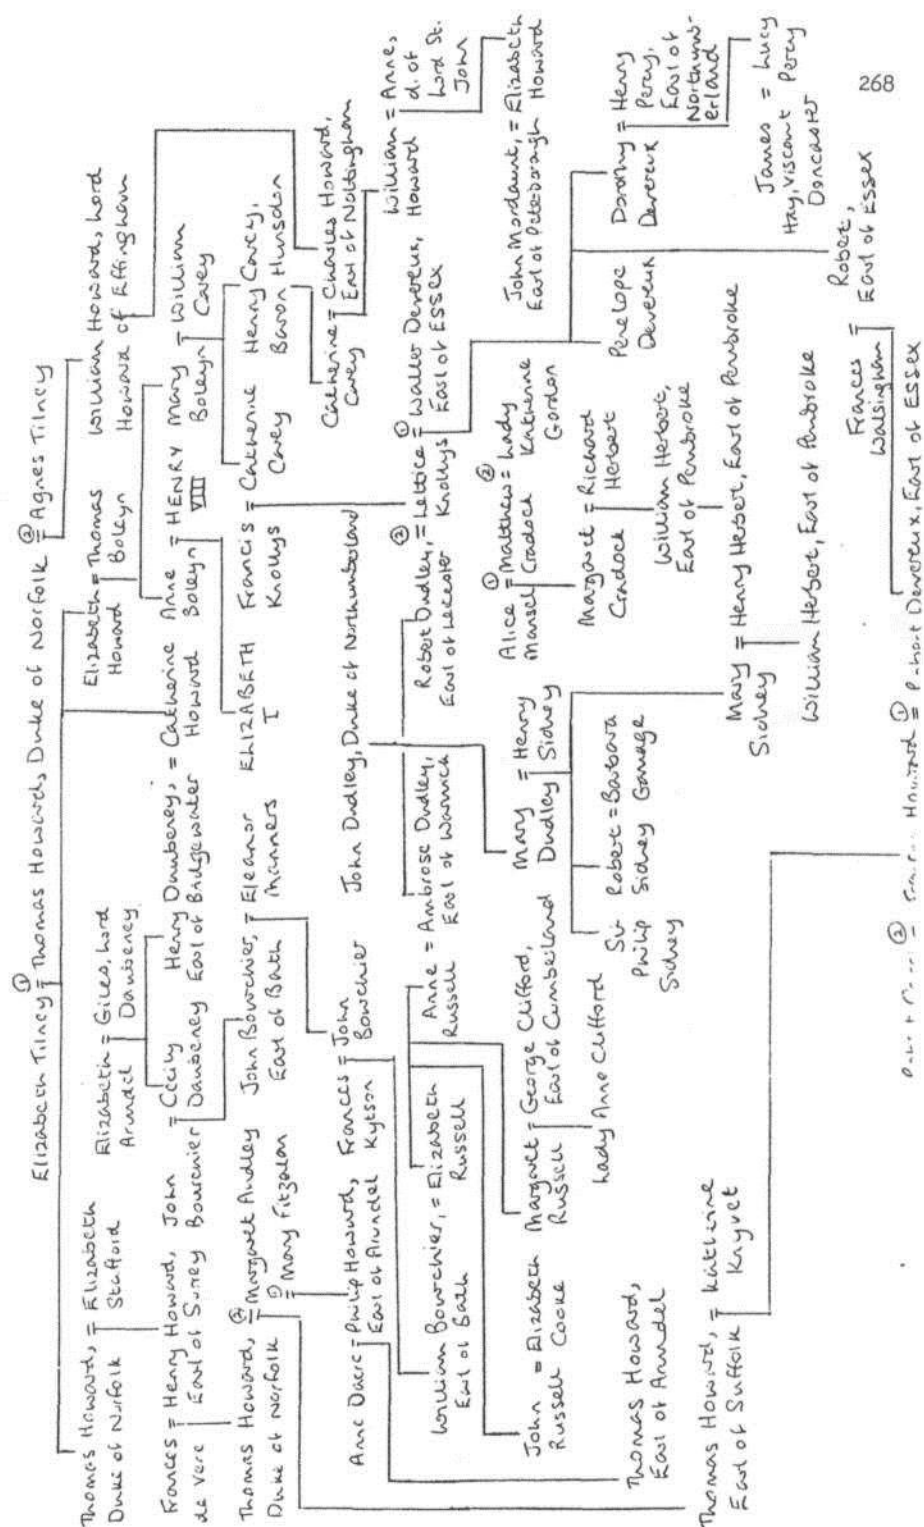 268
Elizabeth Tilney ① = Thomas Howard, Duke of Norfolk ② = Agnes Tilney
Thomas Howard, = Elizabeth
Duke of Norfolk Stafford
Elizabeth = Giles, Lord
Arundel Daubeney
Elizabeth = Thomas
Howard Boleyn
William Howard, Lord
Howard of Effingham
Frances = Henry Howard,
de Vere Earl of Surrey
John = Cecily
Bourchier Daubeney
Henry Daubeney, = Catherine
Earl of Bridgewater Howard
Anne = HENRY
Boleyn VIII
Mary = William
Boleyn Carey
Thomas Howard, ② = Margaret Audley
Duke of Norfolk ① = Mary Fitzalan
John Bourchier, = Eleanor
Earl of Bath Manners
ELIZABETH
I
Francis = Catherine
Knollys Carey
Henry Carey,
Baron Hunsdon
Catherine = Charles Howard,
Carey Earl of Nottingham
Anne Dacre = Philip Howard,
Earl of Arundel
Frances = John
Kytson Bourchier
John Dudley, Duke of Northumberland
William = Anne,
Howard d. of
Lord St.
John
William Bourchier, = Elizabeth
Earl of Bath Russell
Anne = Ambrose Dudley,
Russell Earl of Warwick
Robert Dudley, ② = Lettice ① = Walter Devereux,
Earl of Leicester Knollys Earl of Essex
John = Elizabeth
Russell Cooke
Margaret = George Clifford,
Russell Earl of Cumberland
Mary = Henry
Dudley Sidney
Alice ① = Matthew ② = Lady
Mansel Cradock Katherine
Gordon
John Mordaunt, = Elizabeth
Earl of Peterborough Howard
Lady Anne Clifford
Margaret = Richard
Cradock Herbert
Penelope
Devereux
Dorothy = Henry
Devereux Percy,
Earl of
Northumb-
erland
Thomas Howard,
Earl of Arundel
Sir
Philip
Sidney
Robert = Barbara
Sidney Gamage
William Herbert,
Earl of Pembroke
Thomas Howard, = Katherine
Earl of Suffolk Knyvet
Mary = Henry Herbert, Earl of Pembroke
Sidney
James = Lucy
Hay, Viscount Percy
Doncaster
William Herbert, Earl of Pembroke
Frances = Robert,
Walsingham Earl of Essex
② = Howard ① = Robert Devereux, Earl of Essex